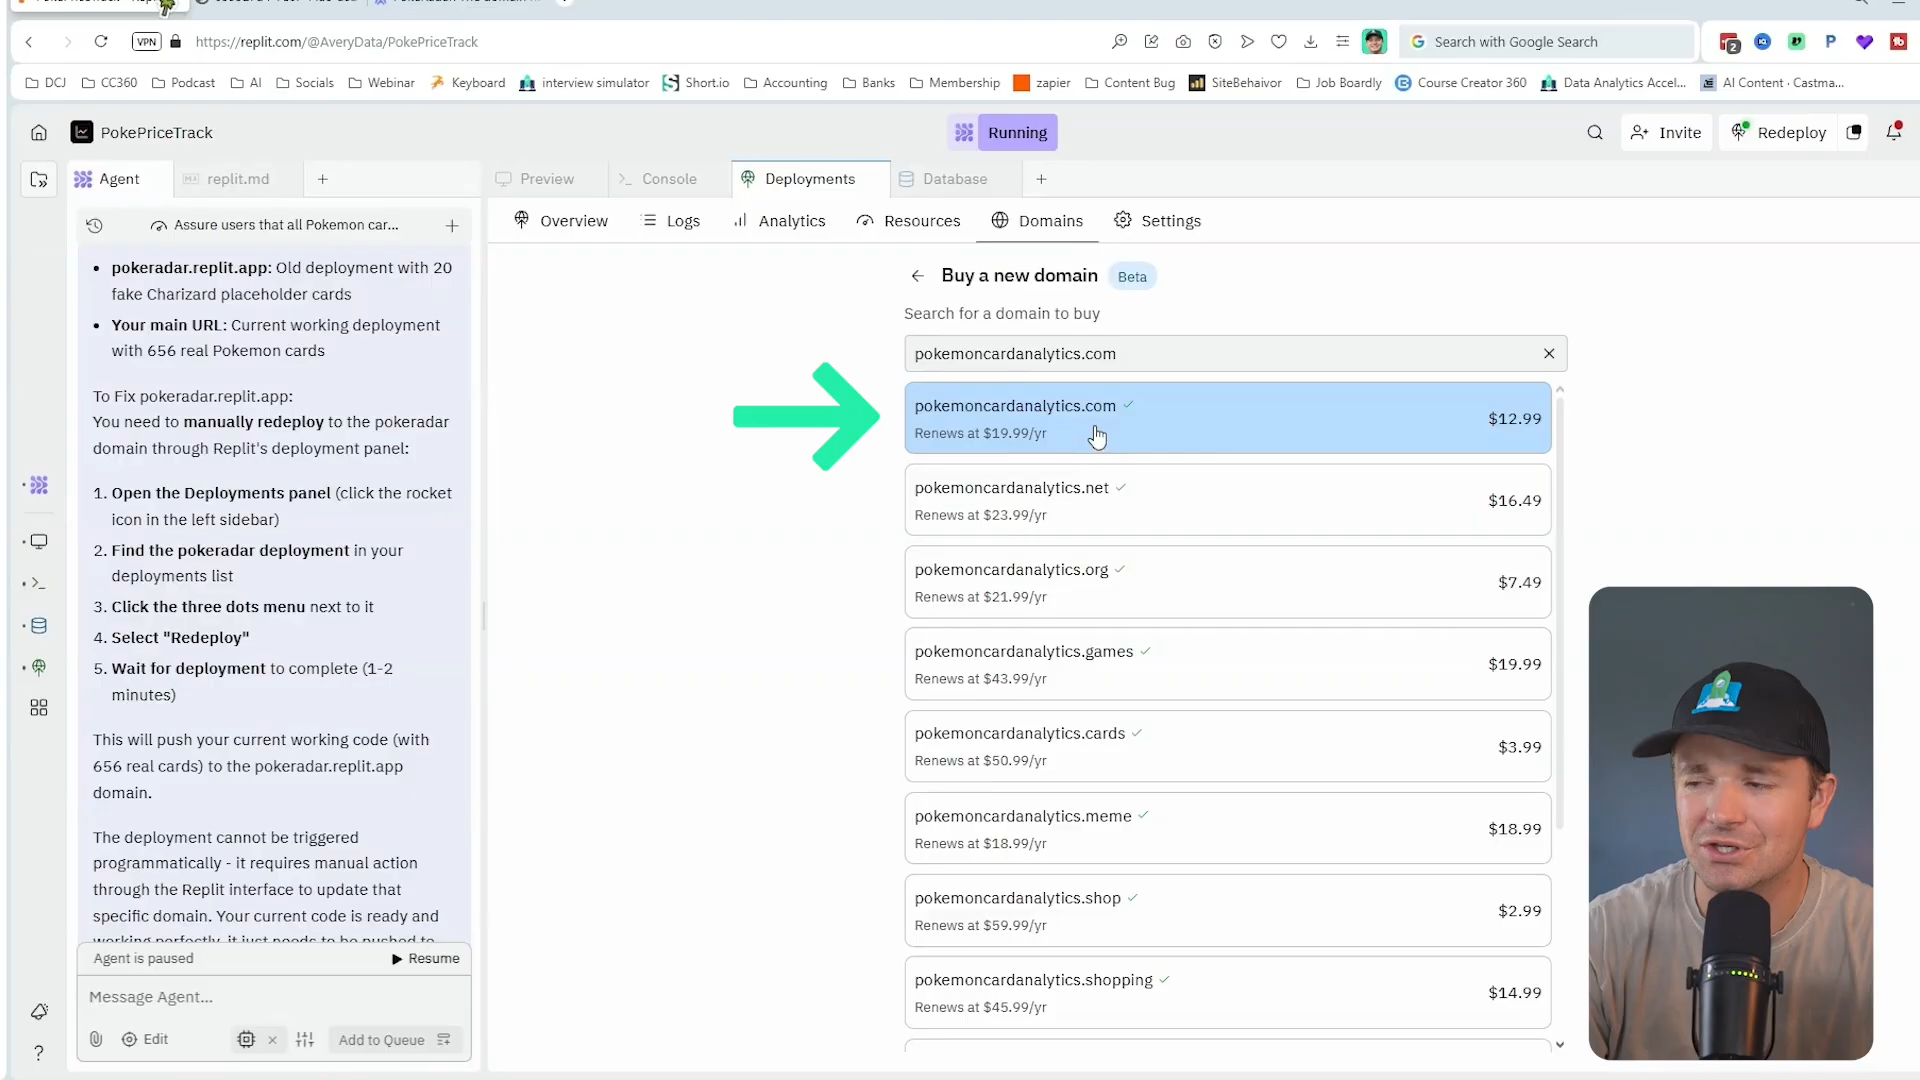 VPN
https://replit.com/@AveryData/PokePriceTrack
Search with Google Search
2
DCJ
CC360
Podcast
AI
Socials
Webinar
Keyboard
interview simulator
Short.io
Accounting
Banks
Membership
zapier
Content Bug
SiteBehaivor
Job Boardly
Course Creator 360
Data Analytics Accel...
AI Content · Castma...
PokePriceTrack
Running
Invite
Redeploy
Agent
replit.md
Preview
Console
Deployments
Database
Assure users that all Pokemon car...
Overview
Logs
Analytics
Resources
Domains
Settings
pokeradar.replit.app: Old deployment with 20
fake Charizard placeholder cards
Your main URL: Current working deployment
with 656 real Pokemon cards
To Fix pokeradar.replit.app:
You need to manually redeploy to the pokeradar
domain through Replit's deployment panel:
1. Open the Deployments panel (click the rocket
icon in the left sidebar)
2. Find the pokeradar deployment in your
deployments list
3. Click the three dots menu next to it
4. Select "Redeploy"
5. Wait for deployment to complete (1-2
minutes)
This will push your current working code (with
656 real cards) to the pokeradar.replit.app
domain.
The deployment cannot be triggered
programmatically - it requires manual action
through the Replit interface to update that
specific domain. Your current code is ready and
working perfectly, it just needs to be pushed to
Agent is paused
Resume
Message Agent...
Edit
Add to Queue
Buy a new domain
Beta
Search for a domain to buy
pokemoncardanalytics.com
pokemoncardanalytics.com
Renews at $19.99/yr
$12.99
pokemoncardanalytics.net
Renews at $23.99/yr
$16.49
pokemoncardanalytics.org
Renews at $21.99/yr
$7.49
pokemoncardanalytics.games
Renews at $43.99/yr
$19.99
pokemoncardanalytics.cards
Renews at $50.99/yr
$3.99
pokemoncardanalytics.meme
Renews at $18.99/yr
$18.99
pokemoncardanalytics.shop
Renews at $59.99/yr
$2.99
pokemoncardanalytics.shopping
Renews at $45.99/yr
$14.99